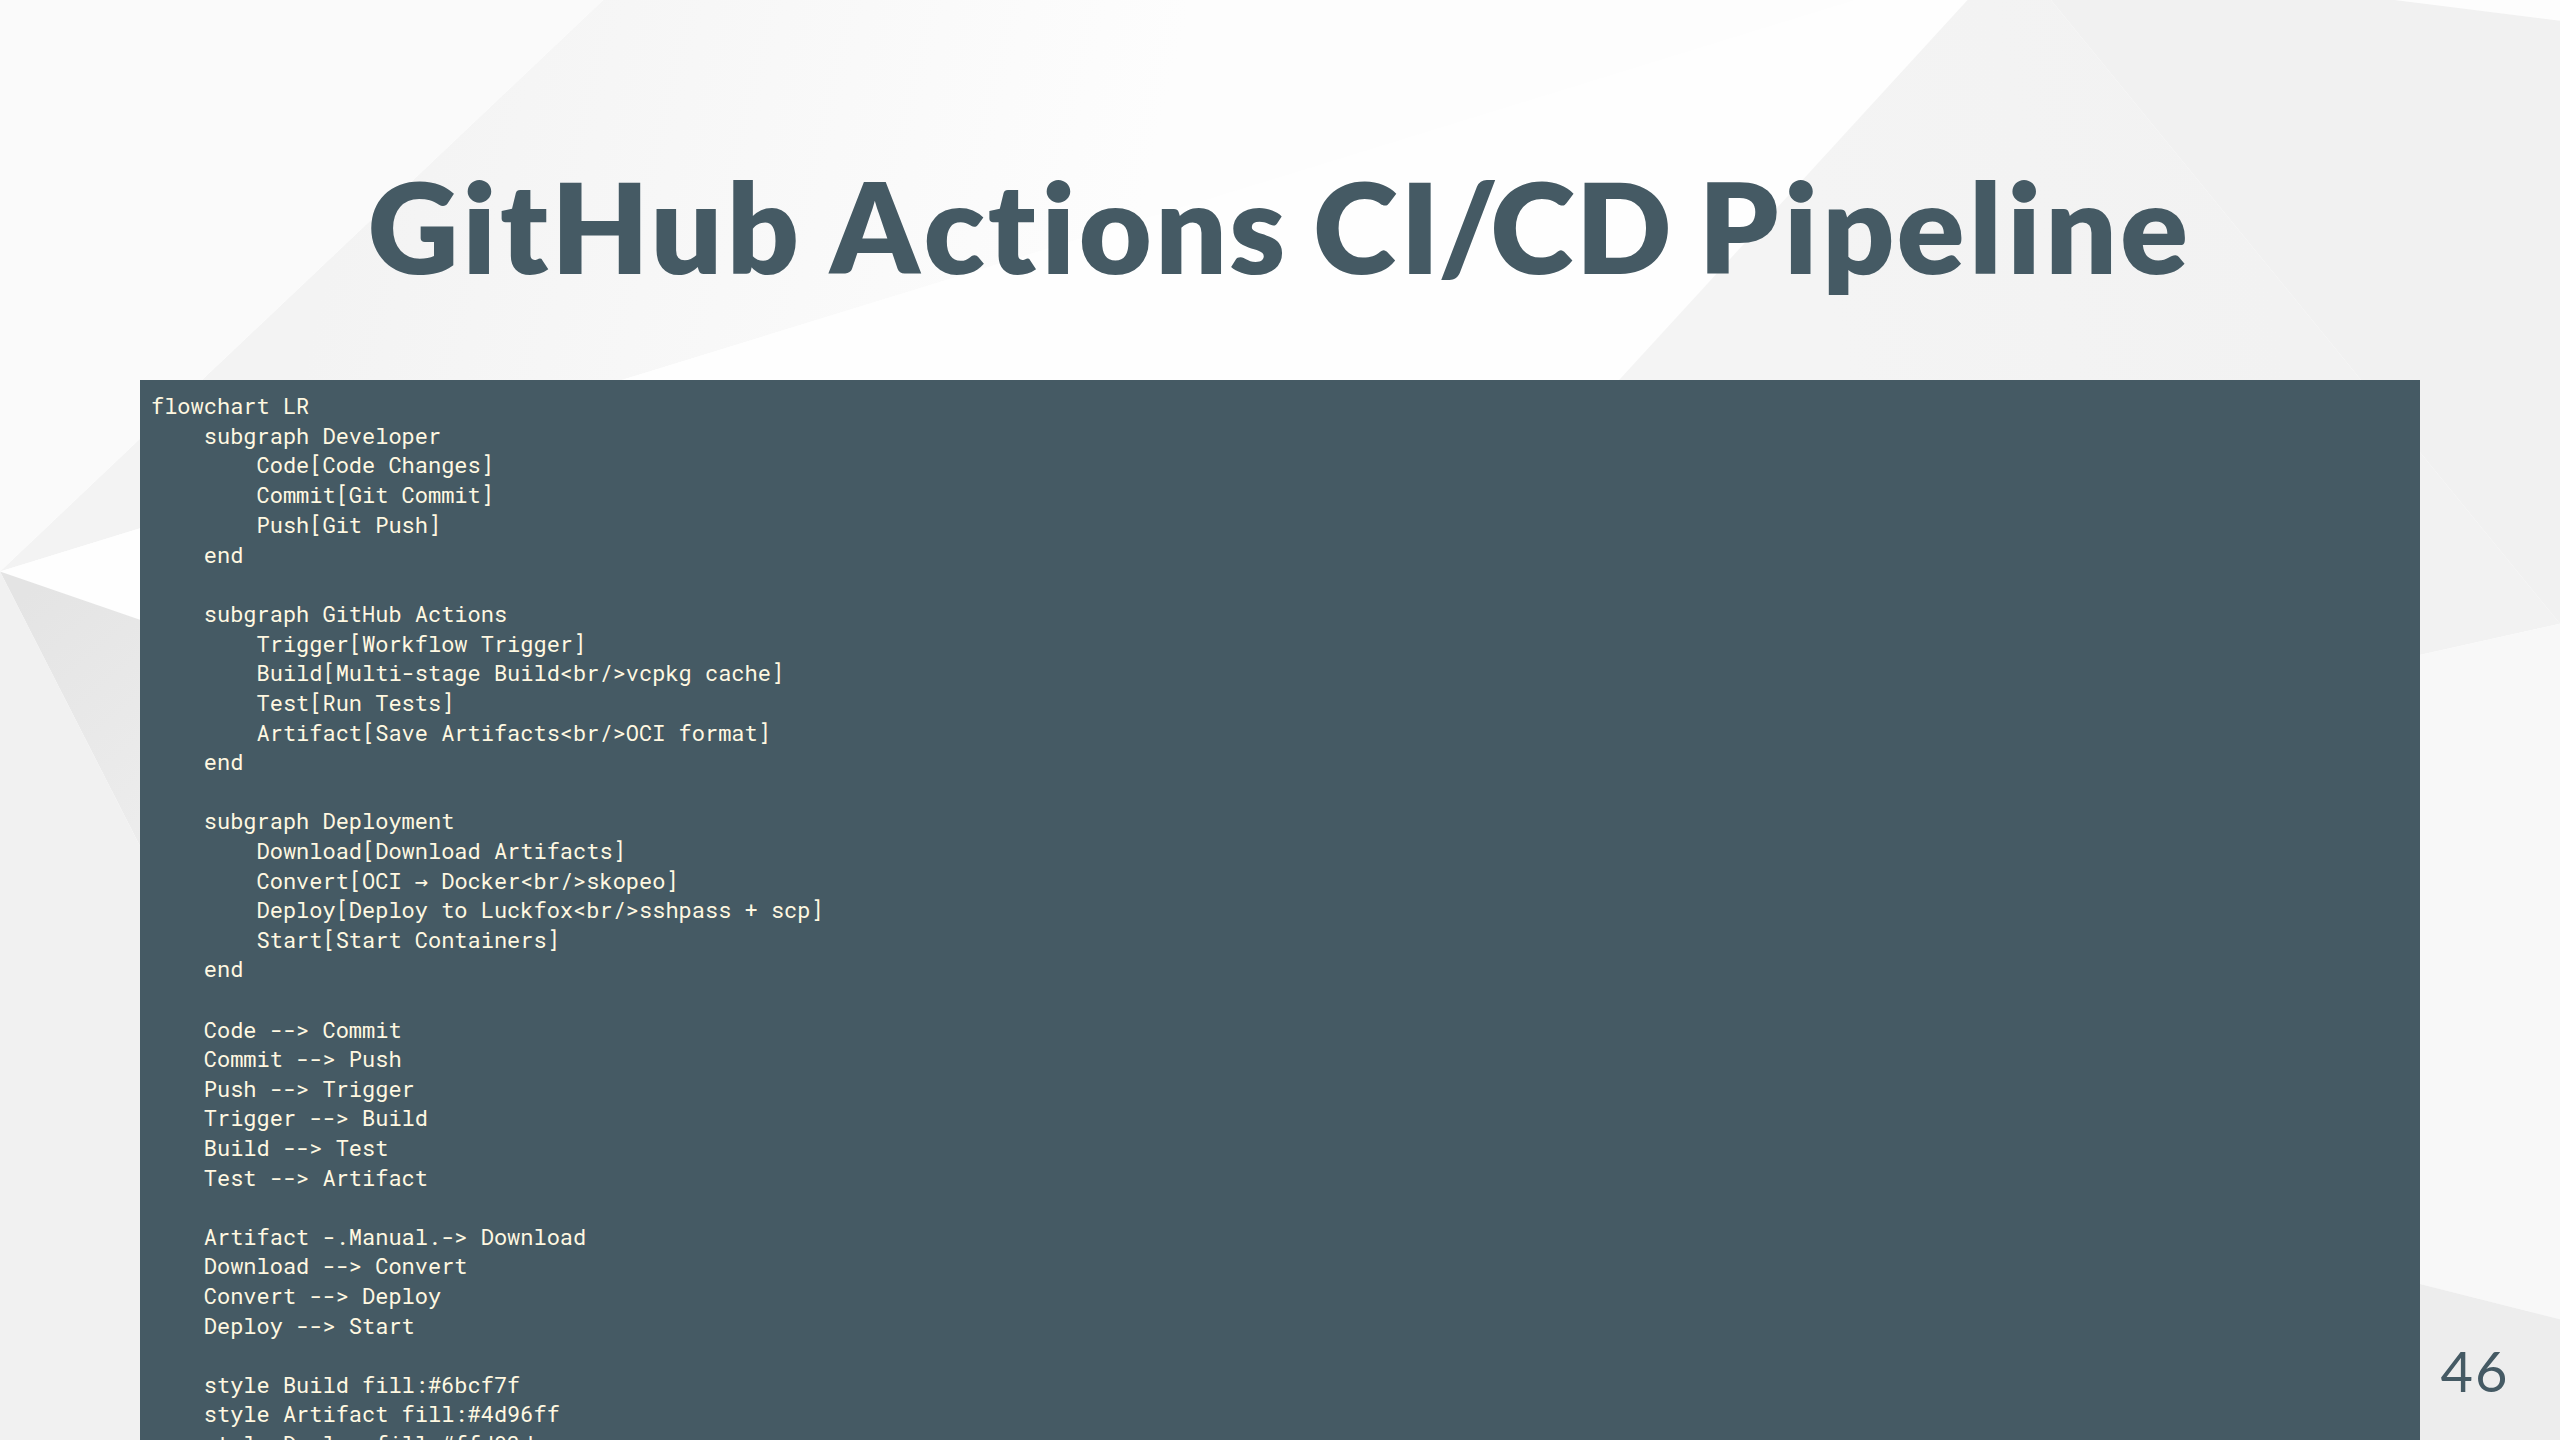 GitHub Actions CI/CD Pipeline
flowchart LR
    subgraph Developer
        Code[Code Changes]
        Commit[Git Commit]
        Push[Git Push]
    end

    subgraph GitHub Actions
        Trigger[Workflow Trigger]
        Build[Multi-stage Build<br/>vcpkg cache]
        Test[Run Tests]
        Artifact[Save Artifacts<br/>OCI format]
    end

    subgraph Deployment
        Download[Download Artifacts]
        Convert[OCI → Docker<br/>skopeo]
        Deploy[Deploy to Luckfox<br/>sshpass + scp]
        Start[Start Containers]
    end

    Code --> Commit
    Commit --> Push
    Push --> Trigger
    Trigger --> Build
    Build --> Test
    Test --> Artifact

    Artifact -.Manual.-> Download
    Download --> Convert
    Convert --> Deploy
    Deploy --> Start

    style Build fill:#6bcf7f
    style Artifact fill:#4d96ff
46